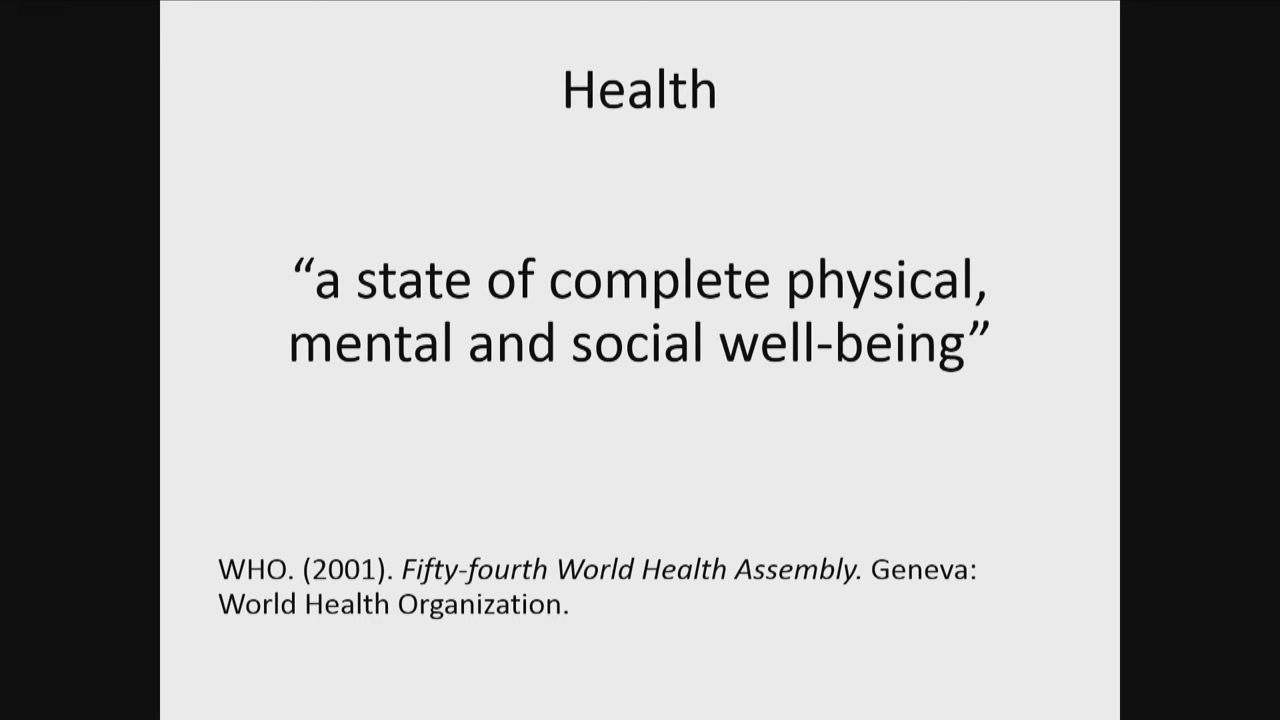 Health
“a state of complete physical,
mental and social well-being”
WHO. (2001). Fifty-fourth World Health Assembly. Geneva:
World Health Organization.